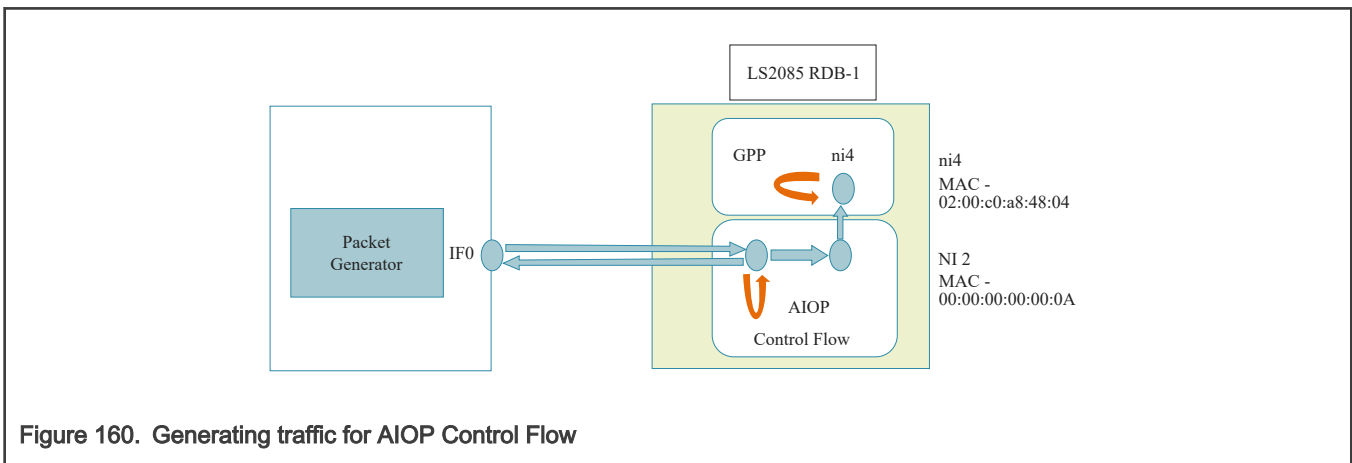 LS2085 RDB-1
GPP
ni4
ni4
MAC -
02:00:c0:a8:48:04
Packet
Generator
IF0
NI 2
MAC -
00:00:00:00:00:0A
AIOP
Control Flow
Figure 160. Generating traffic for AIOP Control Flow